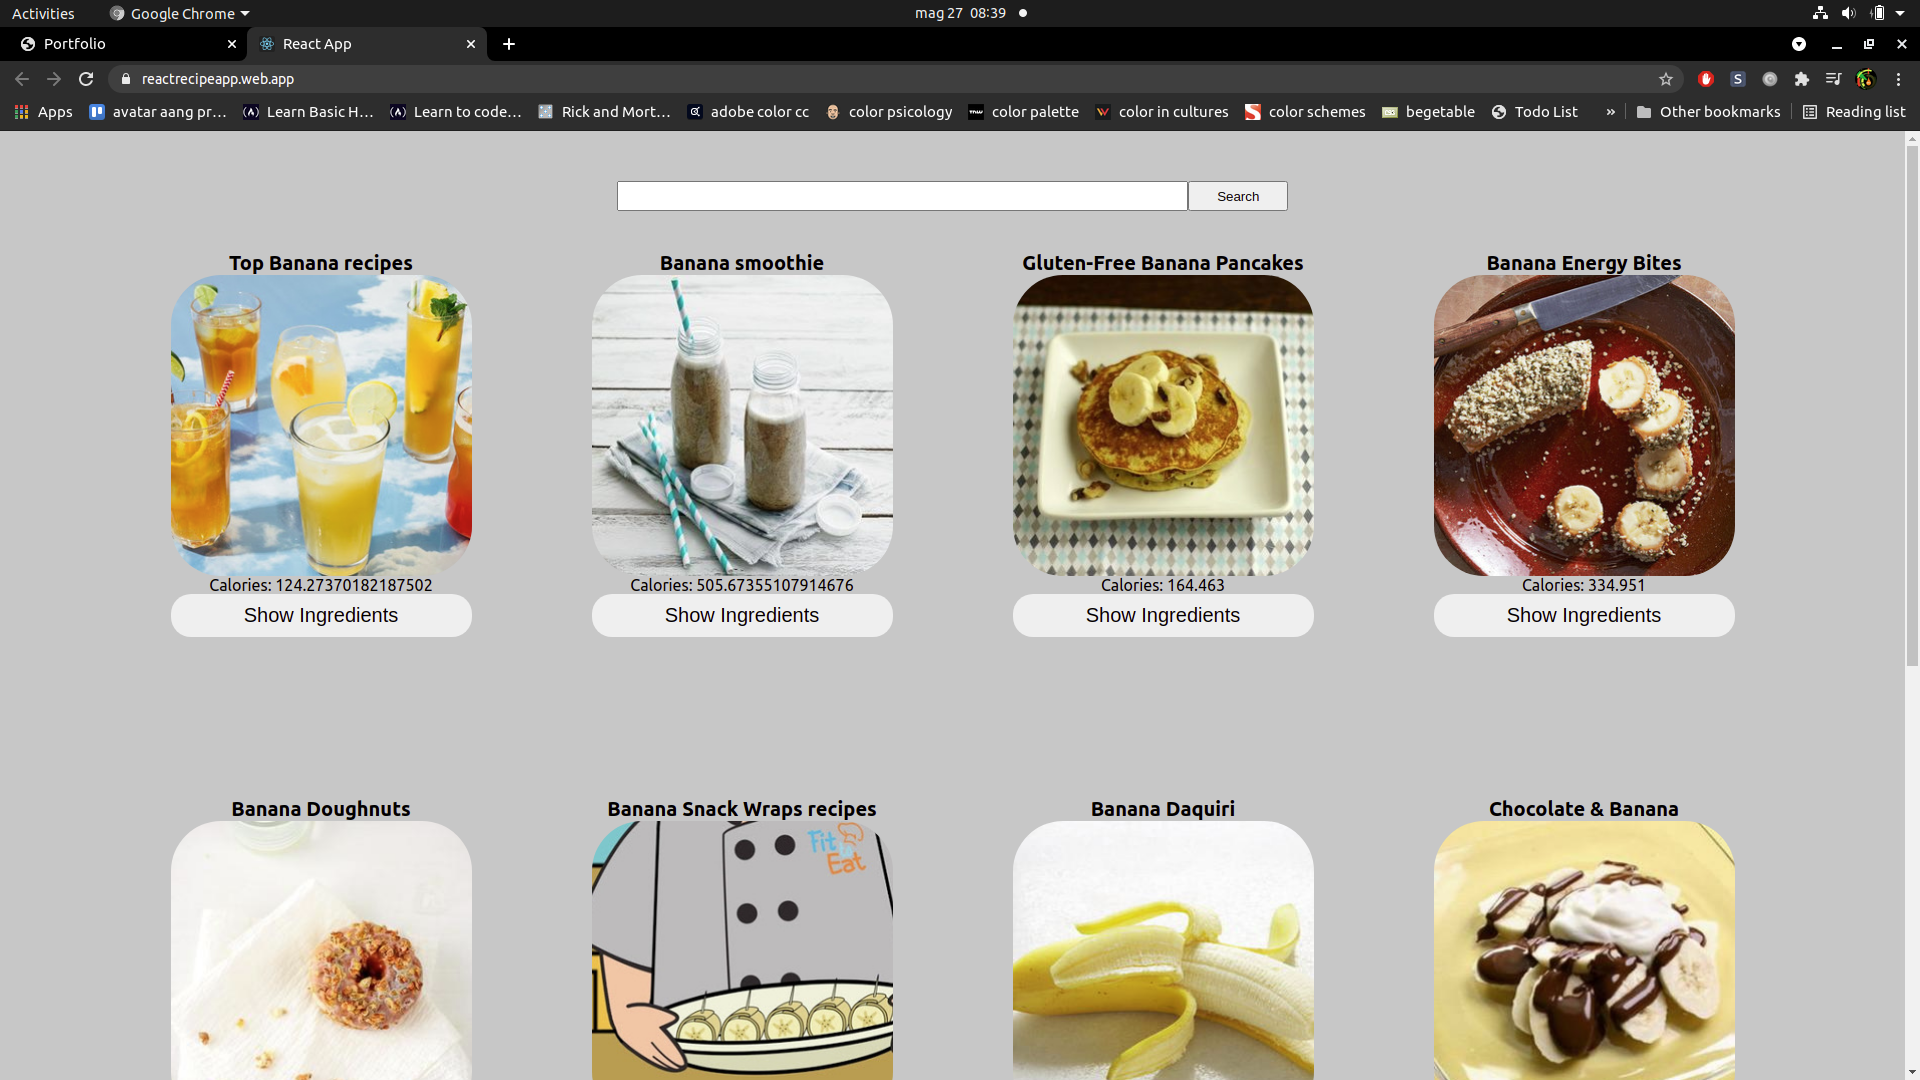 Activities
Google Chrome
mag 27 08:39
Portfolio
React App
reactrecipeapp.web.app
Apps
avatar aang pr...
Learn Basic H...
Learn to code...
Rick and Mort...
adobe color cc
color psicology
color palette
color in cultures
color schemes
begetable
Todo List
»
Other bookmarks
Reading list
Search
Top Banana recipes
Banana smoothie
Gluten-Free Banana Pancakes
Banana Energy Bites
Calories: 124.27370182187502
Calories: 505.67355107914676
Calories: 164.463
Calories: 334.951
Show Ingredients
Show Ingredients
Show Ingredients
Show Ingredients
Banana Doughnuts
Banana Snack Wraps recipes
Banana Daquiri
Chocolate & Banana
Fit
to
Eat